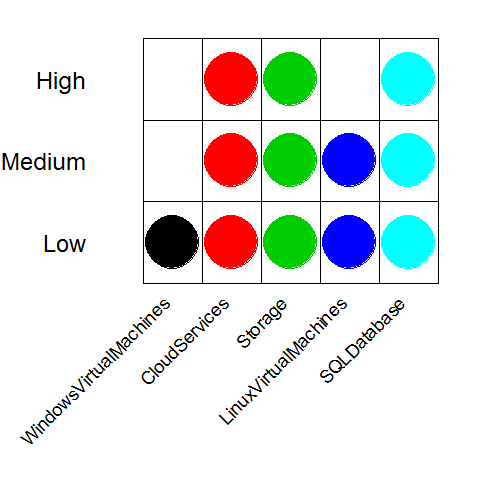 High
Medium
Low
WindowsVirtualMachines
CloudServices
Storage
LinuxVirtualMachines
SQLDatabase